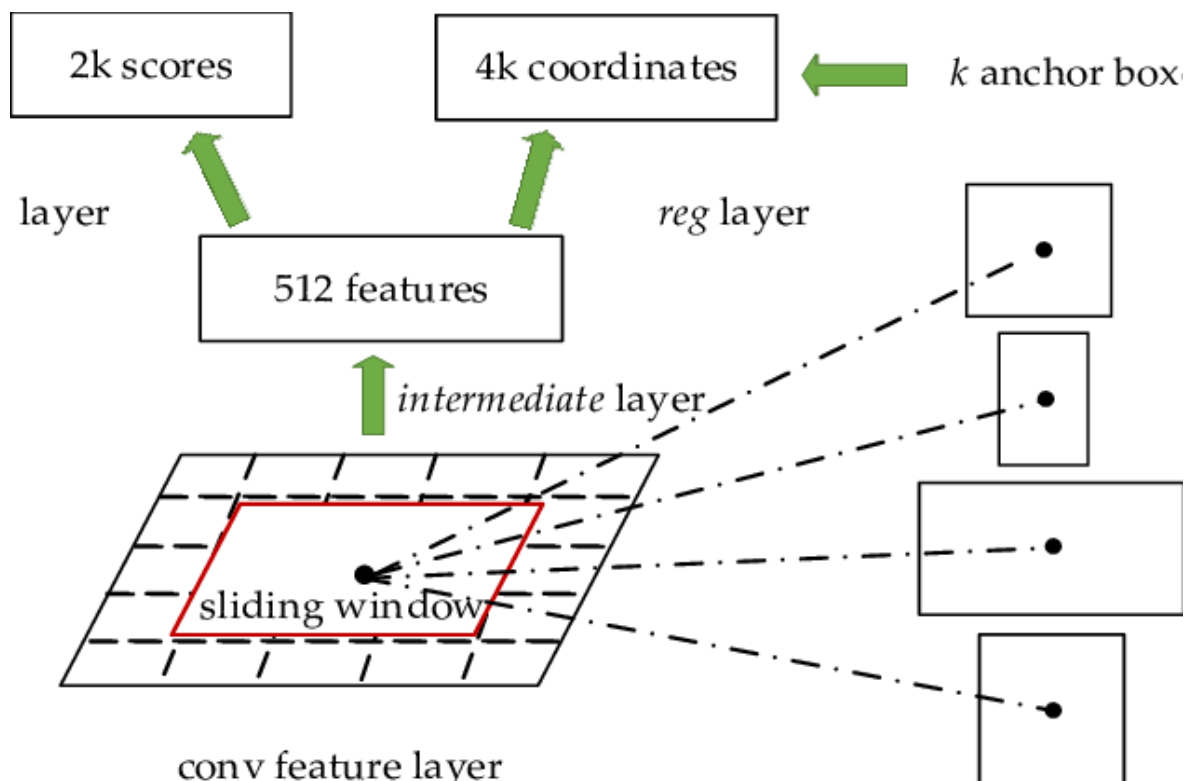 2k scores
4k coordinates
k anchor box
layer
reg layer
512 features
intermediate layer
sliding window
conv feature layer